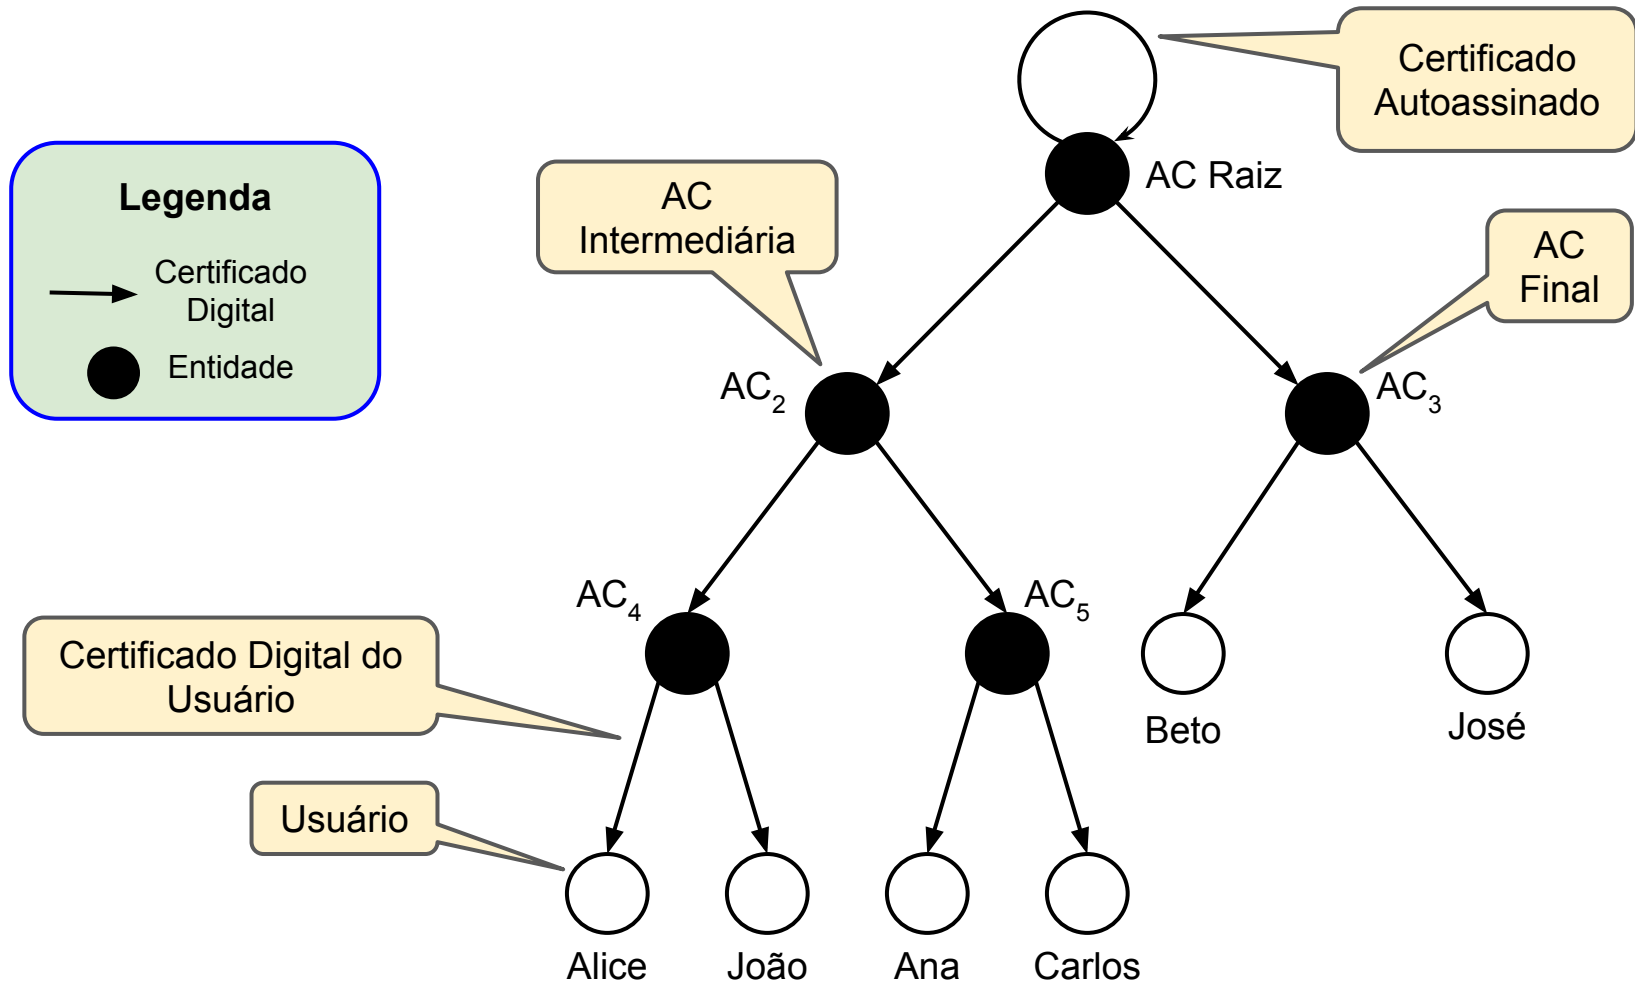 Certificado
Autoassinado
AC Raiz
Legenda
Certificado
Digital
Entidade
AC
Intermediária
AC
Final
AC2
AC3
AC4
AC5
Certificado Digital do
Usuário
Usuário
Beto
José
Alice
João
Ana
Carlos